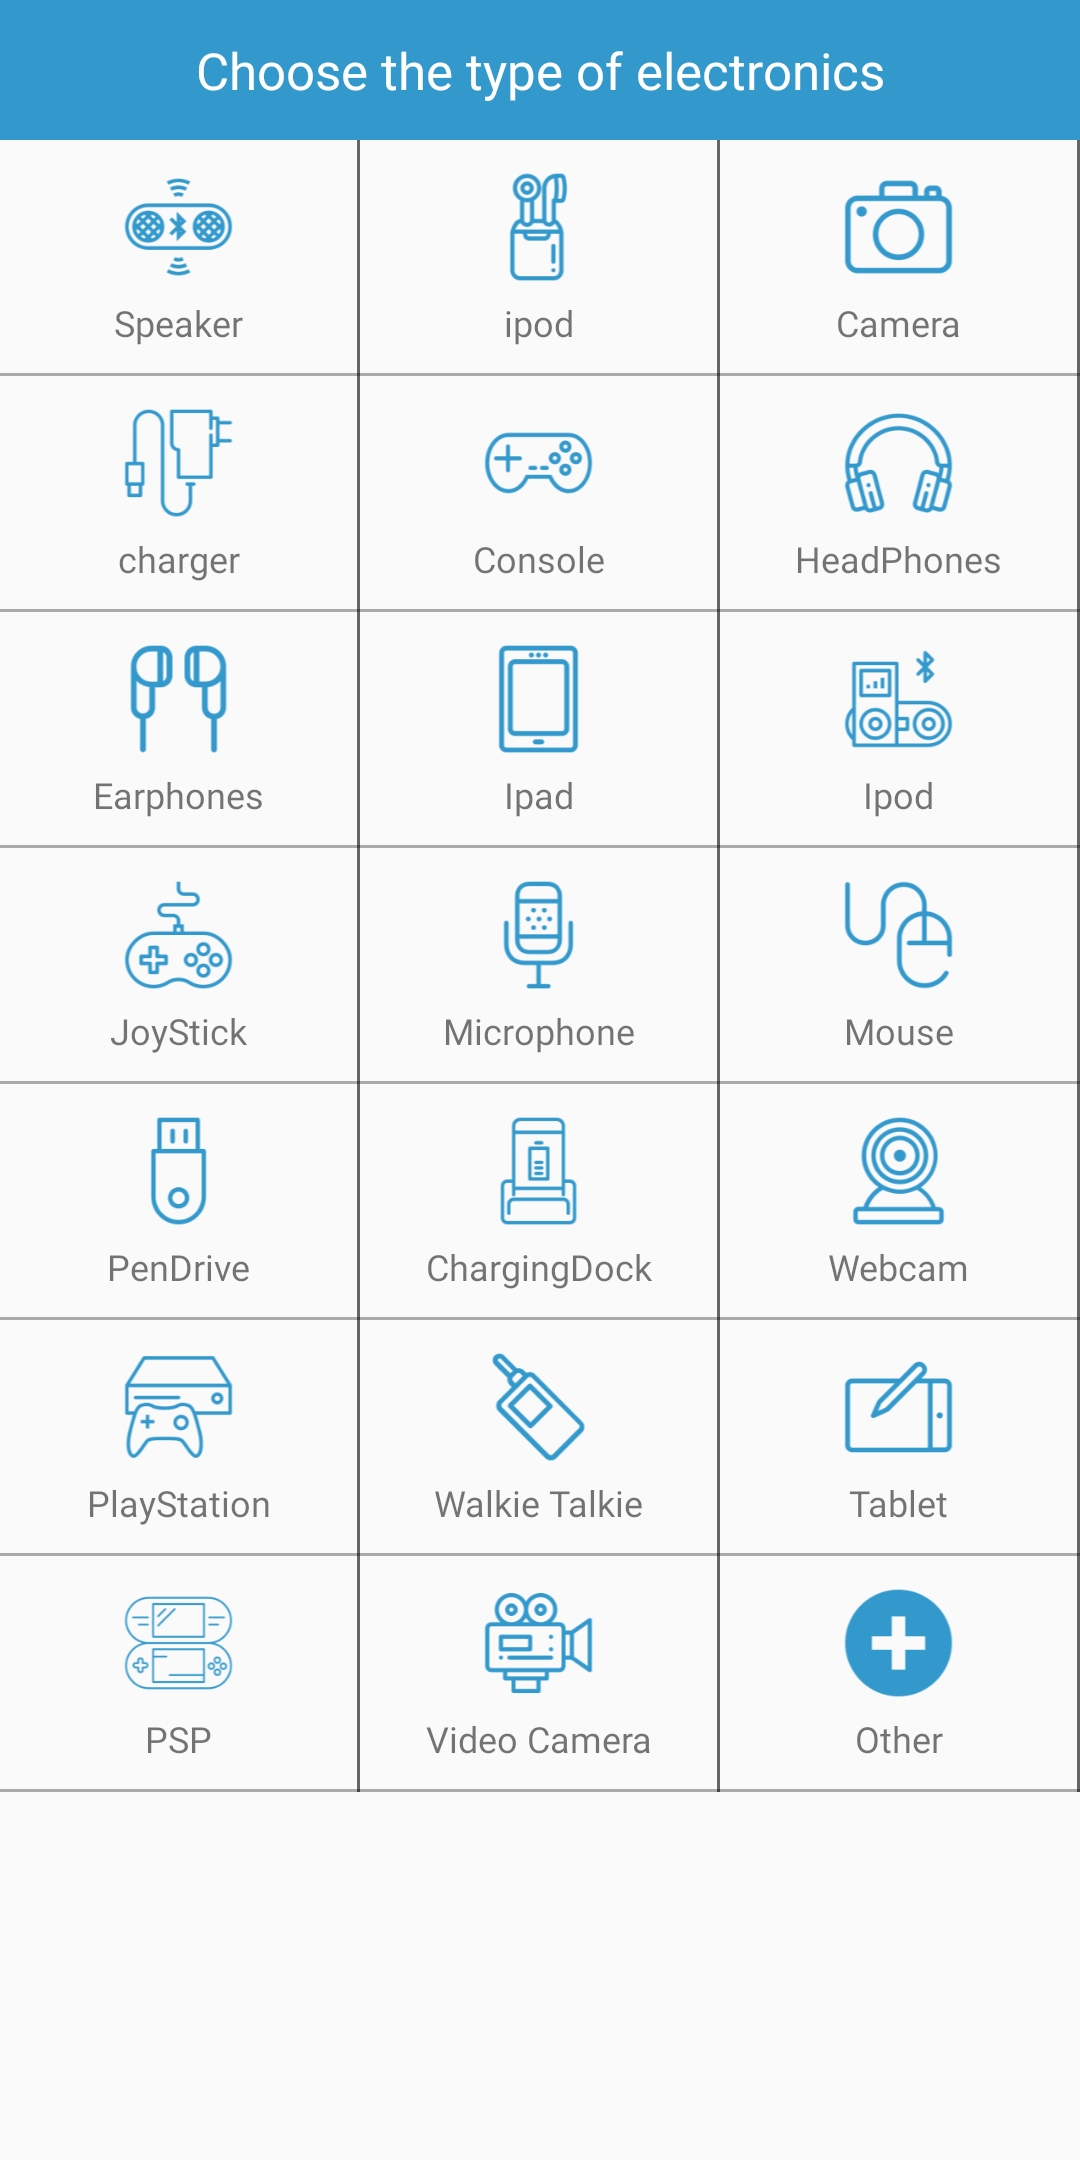 Choose the type of electronics
Speaker
ipod
Camera
charger
Console
HeadPhones
Earphones
Ipad
Ipod
JoyStick
Microphone
Mouse
PenDrive
ChargingDock
Webcam
PlayStation
Walkie Talkie
Tablet
PSP
Video Camera
Other